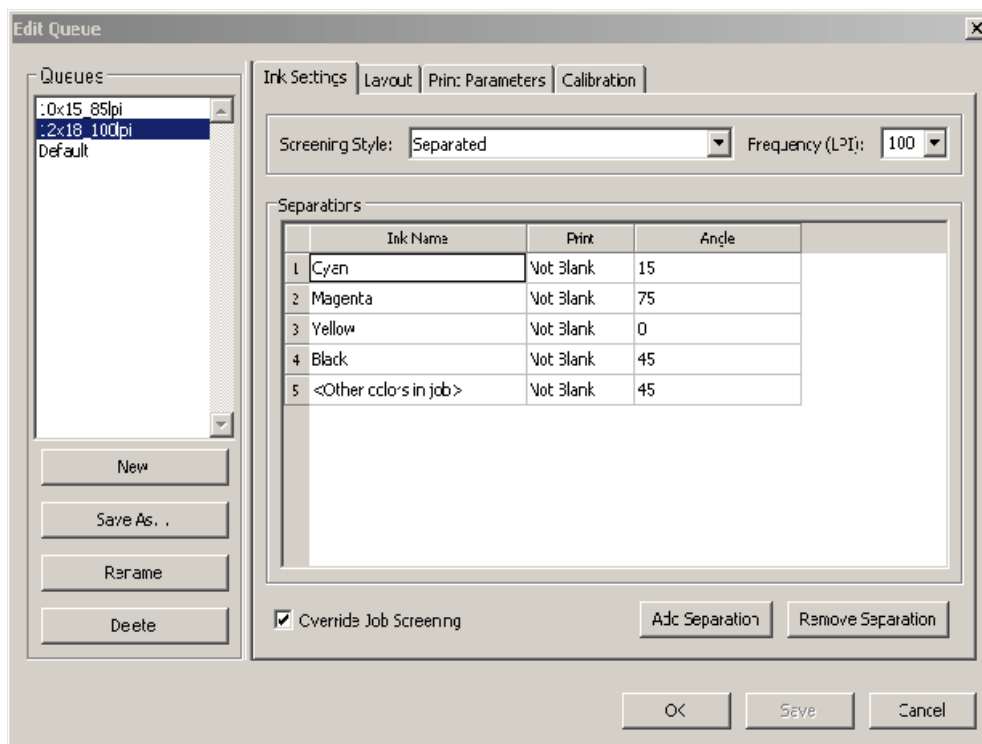 Edit Queue
Queues
10x15_85lpi
12x18_100lpi
Default
New
Save As...
Rename
Delete
Ink Settings Layout Print Parameters Calibration
Screening Style: Separated Frequency (LPI): 100
Separations
Ink Name Print Angle
1 Cyan Not Blank 15
2 Magenta Not Blank 75
3 Yellow Not Blank 0
4 Black Not Blank 45
5 <Other colors in job> Not Blank 45
Override Job Screening Add Separation Remove Separation
OK Save Cancel